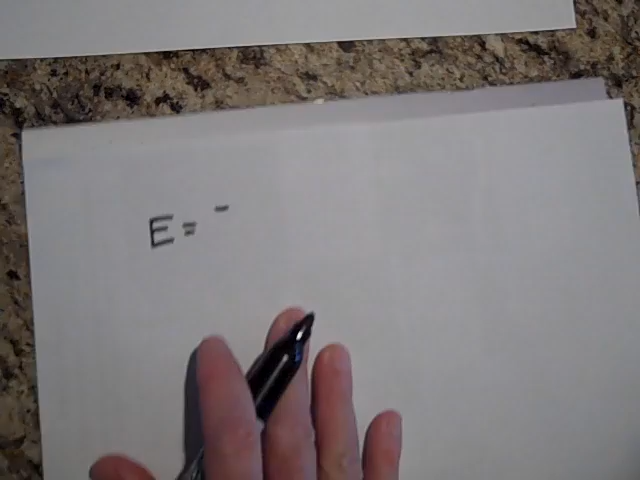 E = -